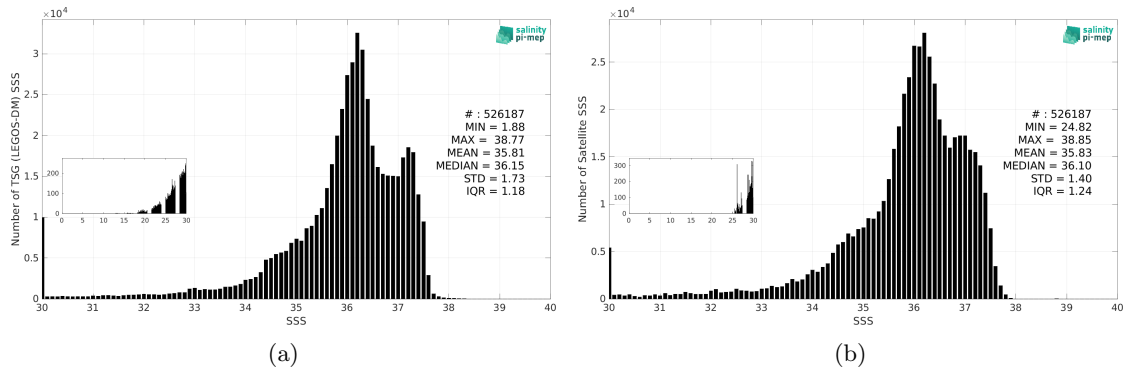 ×10⁴
salinity
pi-mep
Number of TSG (LEGOS-DM) SSS
3
2.5
2
1.5
1
0.5
0
# : 526187
MIN = 1.88
MAX = 38.77
MEAN = 35.81
MEDIAN = 36.15
STD = 1.73
IQR = 1.18
200
100
0
0 5 10 15 20 25 30
30 31 32 33 34 35 36 37 38 39 40
SSS
(a)
×10⁴
salinity
pi-mep
Number of Satellite SSS
2.5
2
1.5
1
0.5
0
# : 526187
MIN = 24.82
MAX = 38.85
MEAN = 35.83
MEDIAN = 36.10
STD = 1.40
IQR = 1.24
300
200
100
0
0 5 10 15 20 25 30
30 31 32 33 34 35 36 37 38 39 40
SSS
(b)